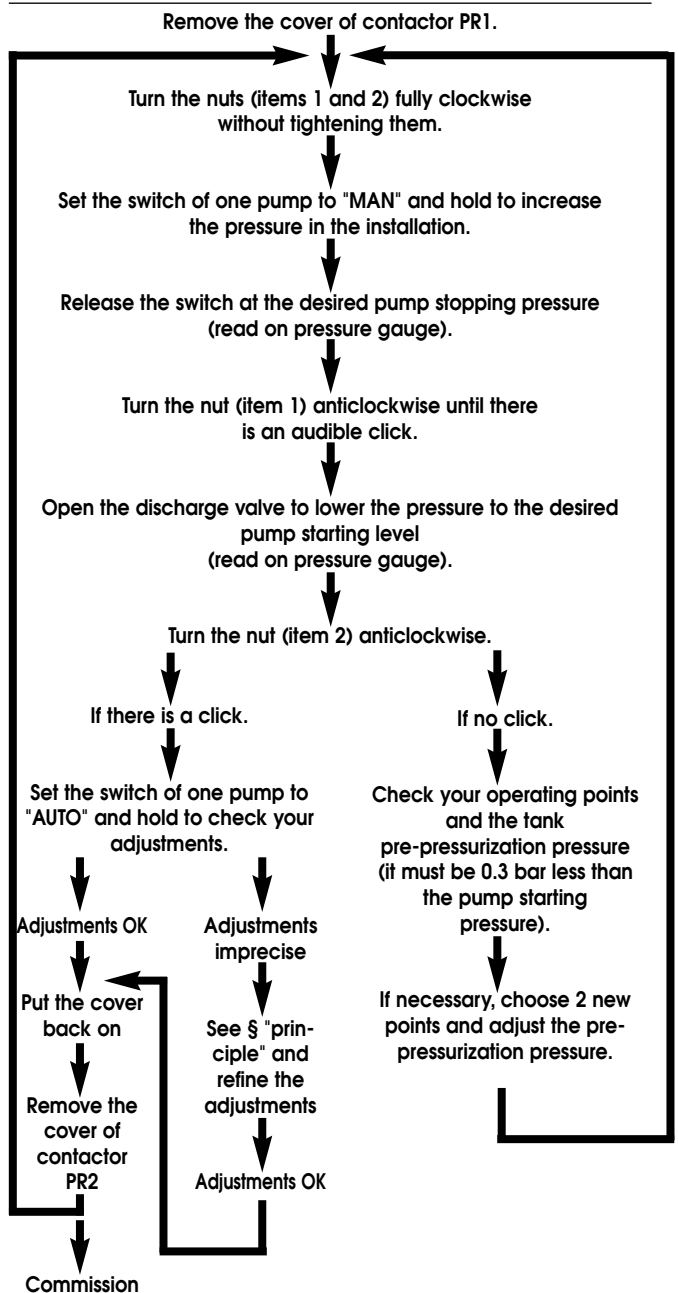 Remove the cover of contactor PR1.
Turn the nuts (items 1 and 2) fully clockwise
without tightening them.
Set the switch of one pump to "MAN" and hold to increase
the pressure in the installation.
Release the switch at the desired pump stopping pressure
(read on pressure gauge).
Turn the nut (item 1) anticlockwise until there
is an audible click.
Open the discharge valve to lower the pressure to the desired
pump starting level
(read on pressure gauge).
Turn the nut (item 2) anticlockwise.
If there is a click.
Set the switch of one pump to
"AUTO" and hold to check your
adjustments.
Adjustments OK
Put the cover
back on
Remove the
cover of
contactor
PR2
Commission
Adjustments
imprecise
See § "prin-
ciple" and
refine the
adjustments
Adjustments OK
If no click.
Check your operating points
and the tank
pre-pressurization pressure
(it must be 0.3 bar less than
the pump starting
pressure).
If necessary, choose 2 new
points and adjust the pre-
pressurization pressure.